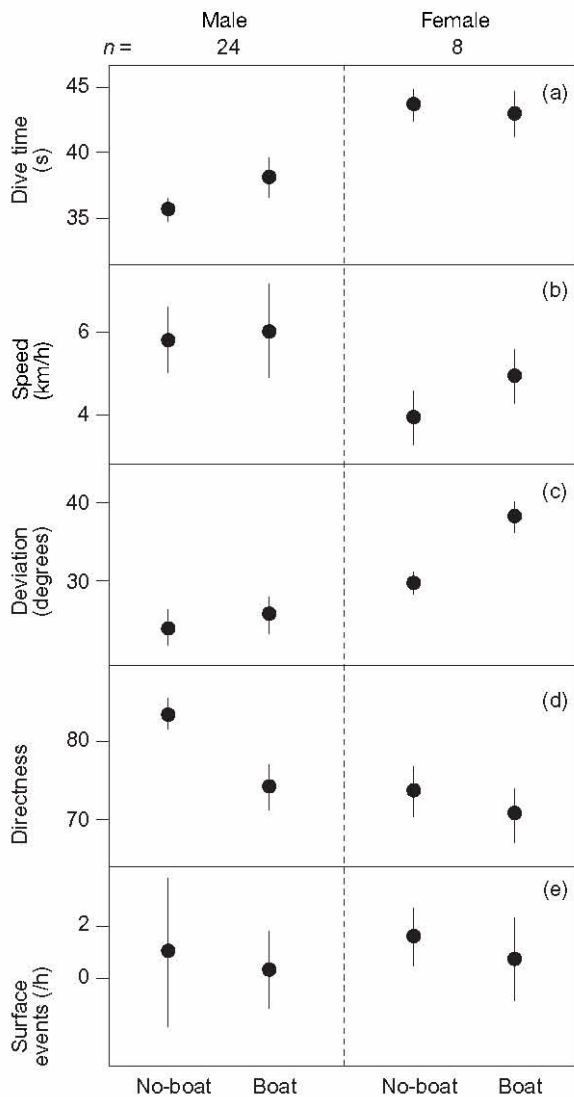 Male Female
n = 24 8
Dive time
(s)
45
40
35
(a)
Speed
(km/h)
6
4
(b)
Deviation
(degrees)
40
30
(c)
Directness
80
70
(d)
Surface
events (/h)
2
0
(e)
No-boat Boat No-boat Boat